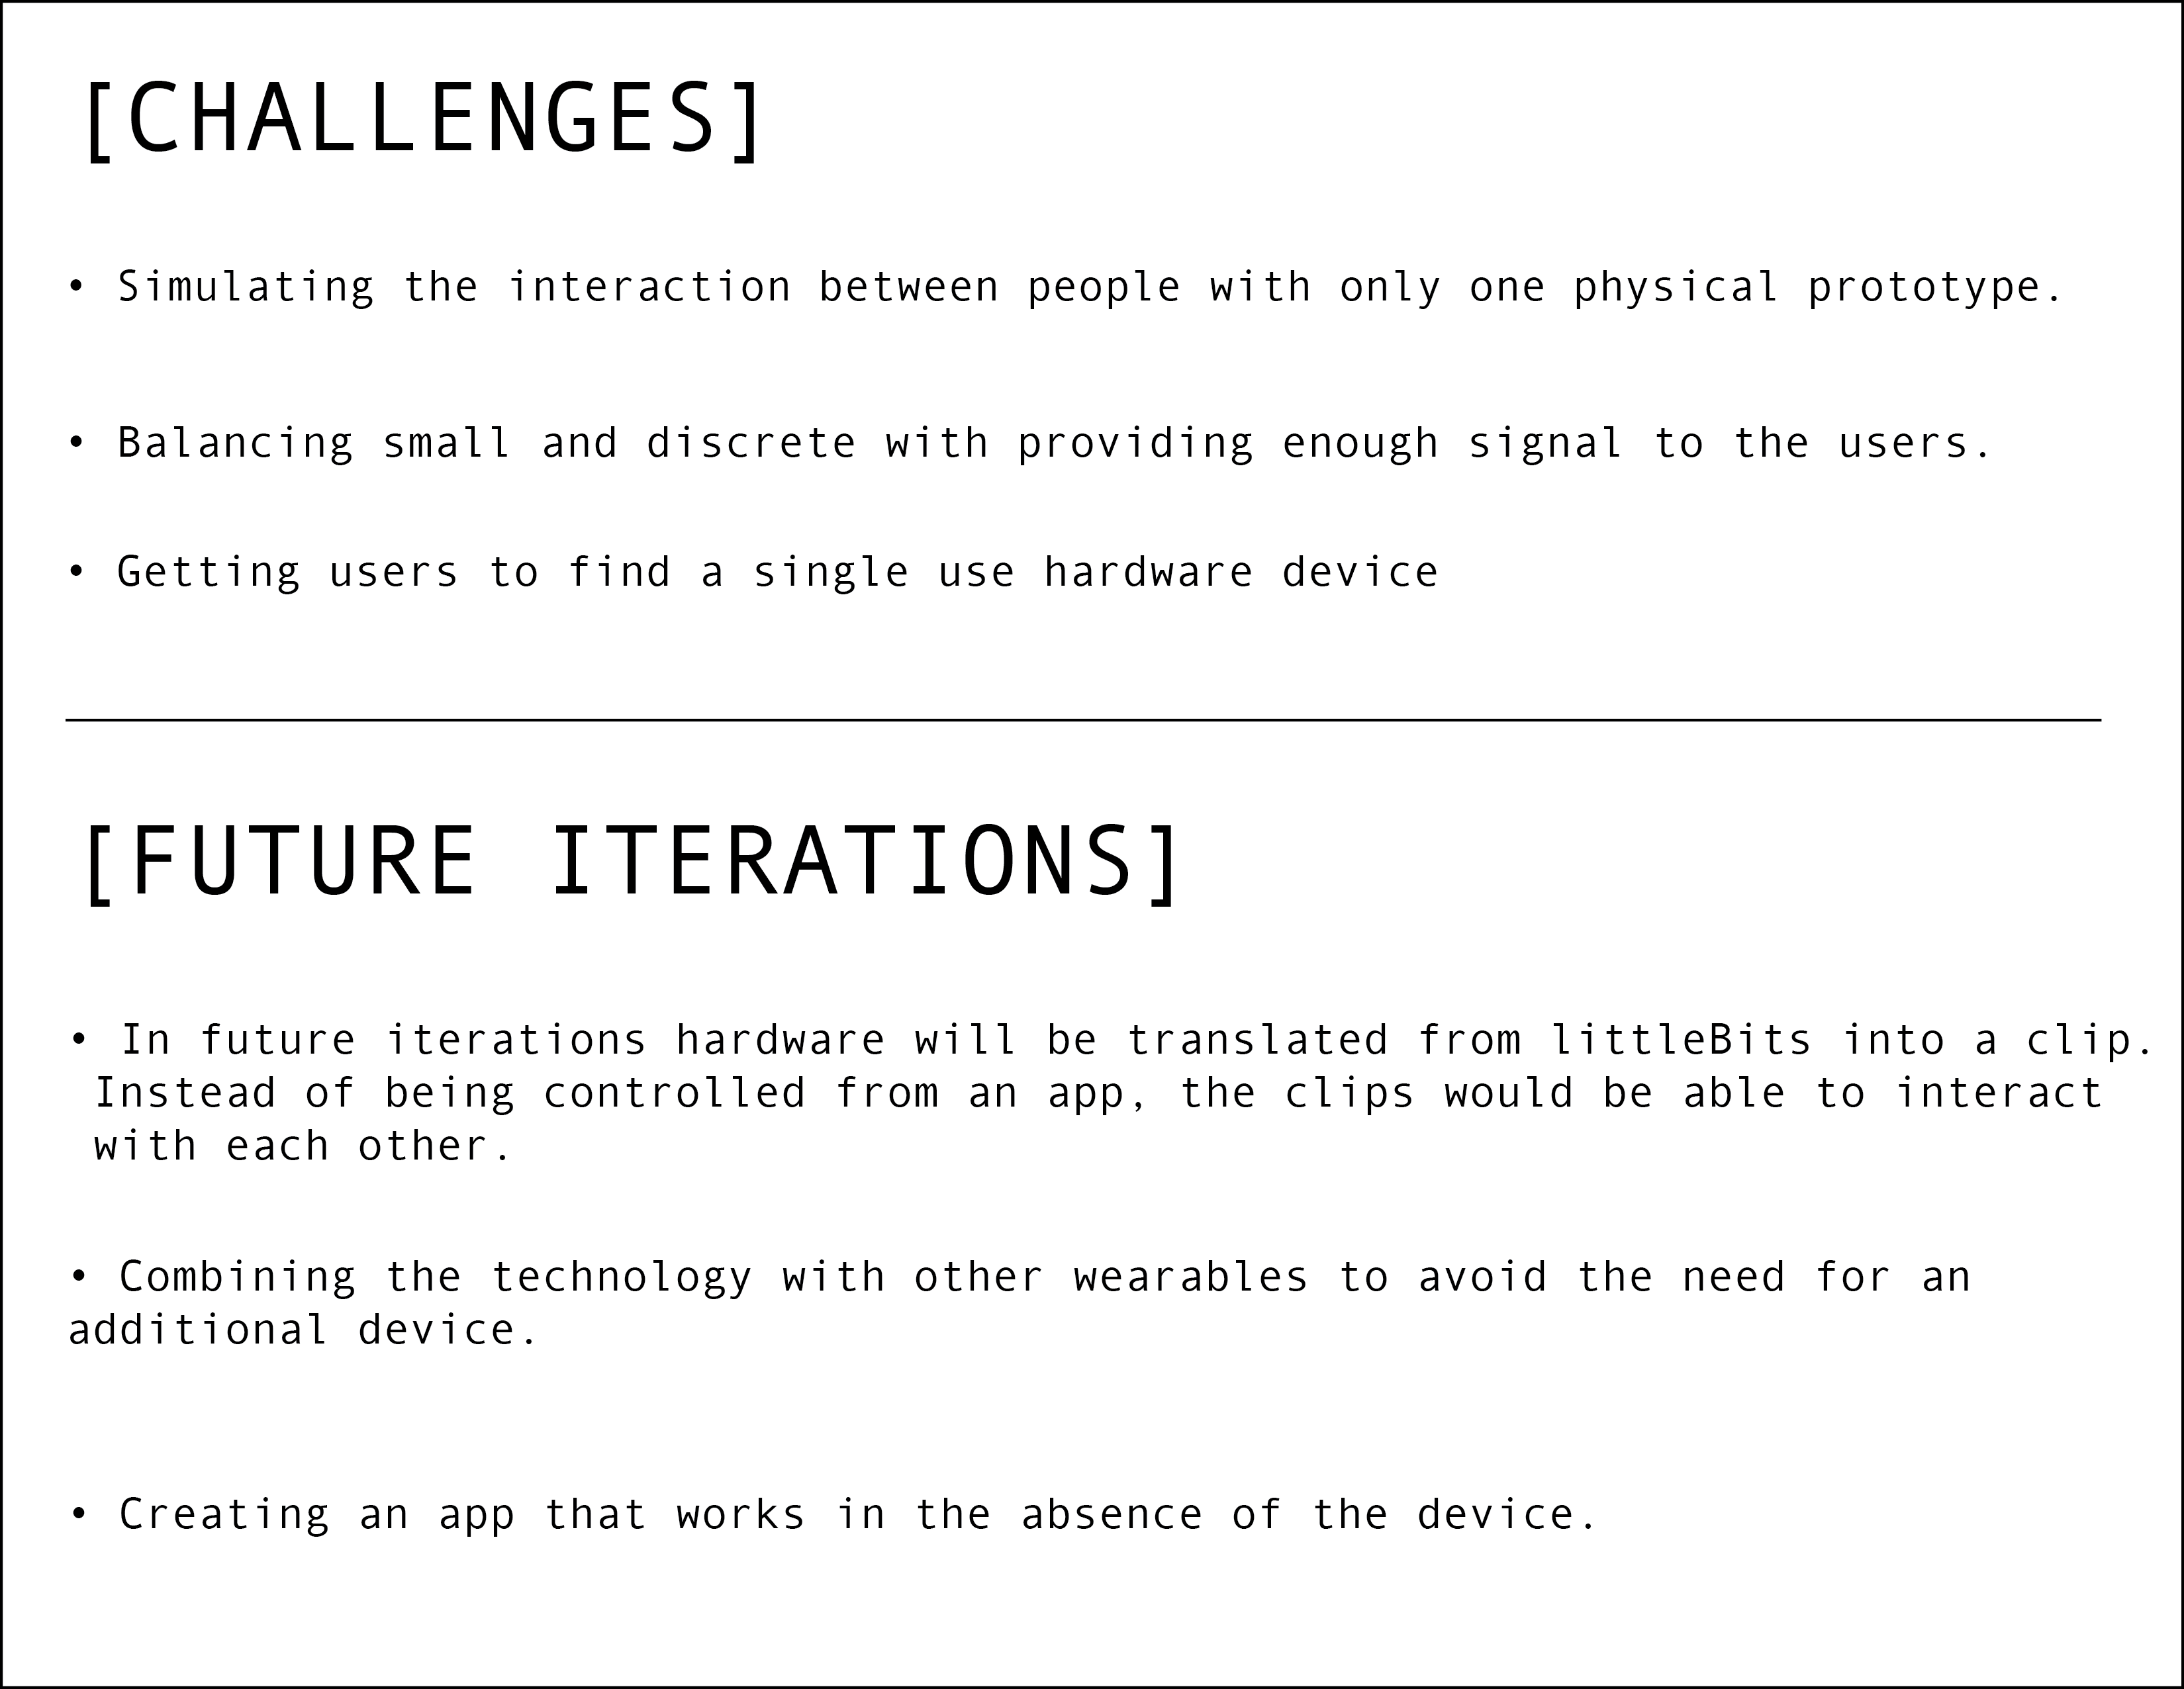 [CHALLENGES]
• Simulating the interaction between people with only one physical prototype.
• Balancing small and discrete with providing enough signal to the users.
• Getting users to find a single use hardware device
[FUTURE ITERATIONS]
• In future iterations hardware will be translated from littleBits into a clip.
Instead of being controlled from an app, the clips would be able to interact
with each other.
• Combining the technology with other wearables to avoid the need for an
additional device.
• Creating an app that works in the absence of the device.